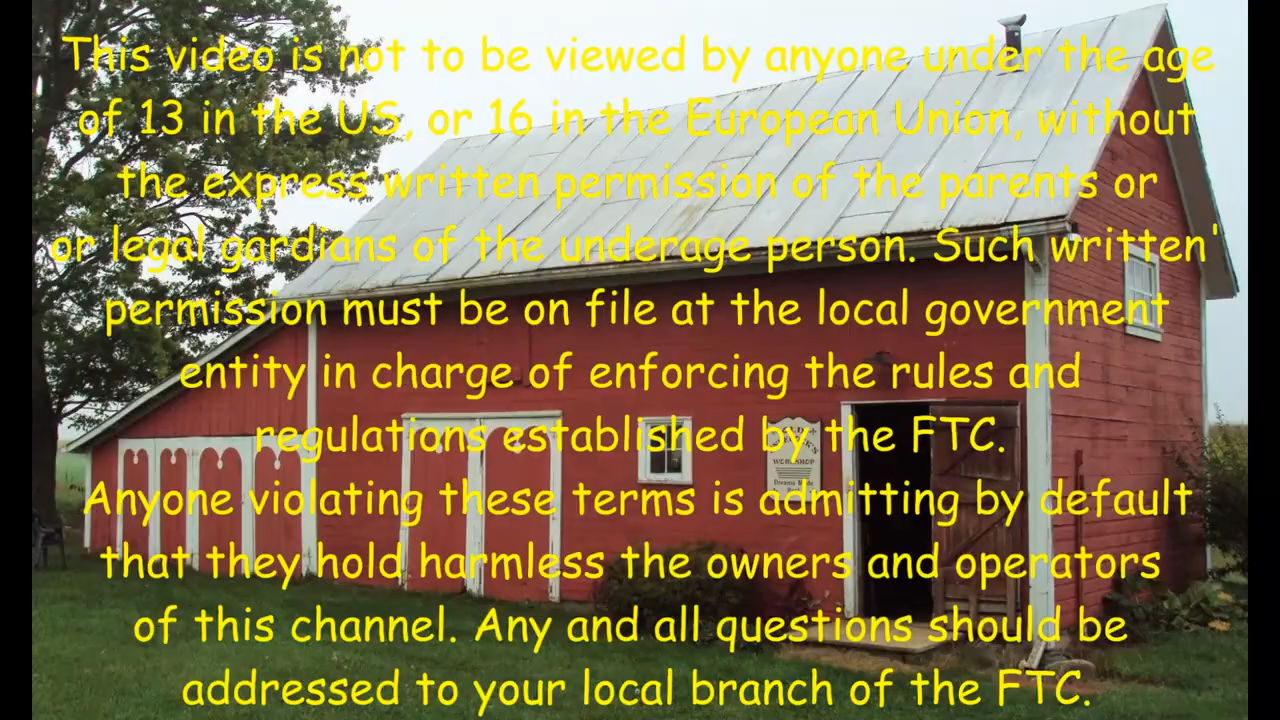 This video is not to be viewed by anyone under the age
of 13 in the US, or 16 in the European Union, without
the express written permission of the parents or
or legal gardians of the underage person. Such written'
permission must be on file at the local government
entity in charge of enforcing the rules and
regulations established by the FTC.
Anyone violating these terms is admitting by default
that they hold harmless the owners and operators
of this channel. Any and all questions should be
addressed to your local branch of the FTC.
WORKSHOP
Dreams Made